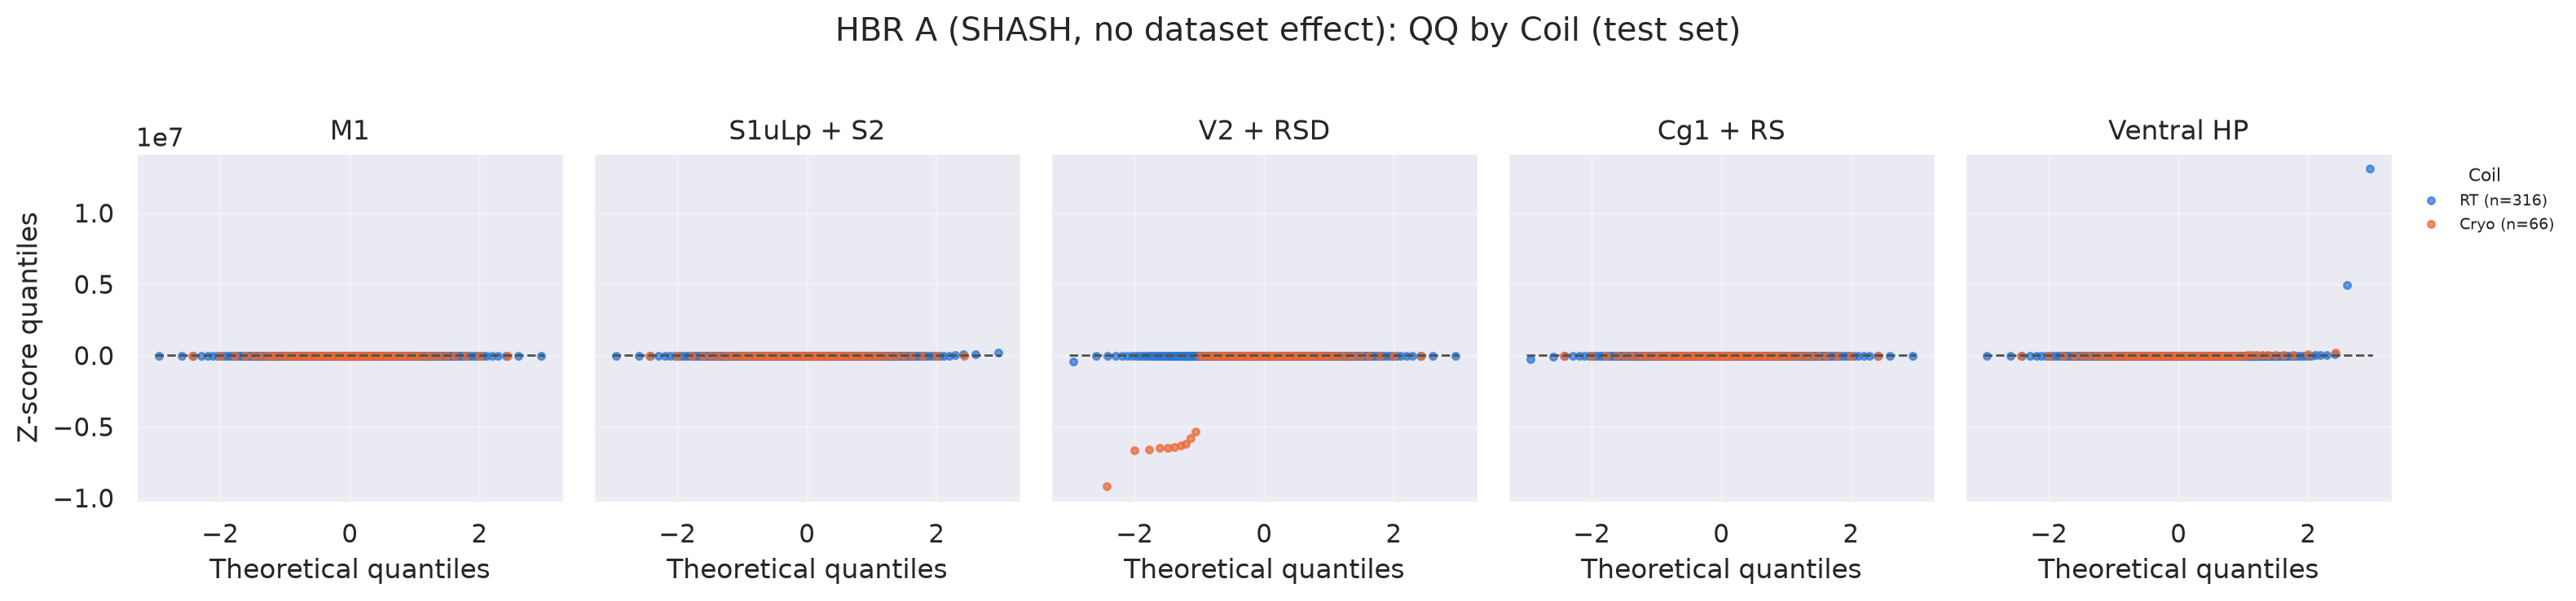 HBR A (SHASH, no dataset effect): QQ by Coil (test set)
1e7
M1
S1uLp + S2
V2 + RSD
Cg1 + RS
Ventral HP
Z-score quantiles
1.0
0.5
0.0
−0.5
−1.0
Coil
RT (n=316)
Cryo (n=66)
−2 0 2
−2 0 2
−2 0 2
−2 0 2
−2 0 2
Theoretical quantiles
Theoretical quantiles
Theoretical quantiles
Theoretical quantiles
Theoretical quantiles